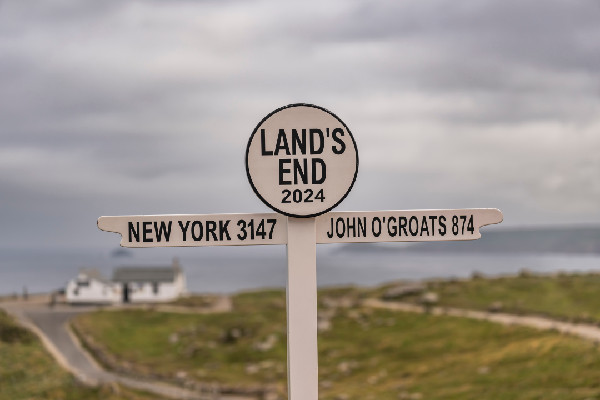 LAND'S
END
2024
NEW YORK 3147
JOHN O'GROATS 874